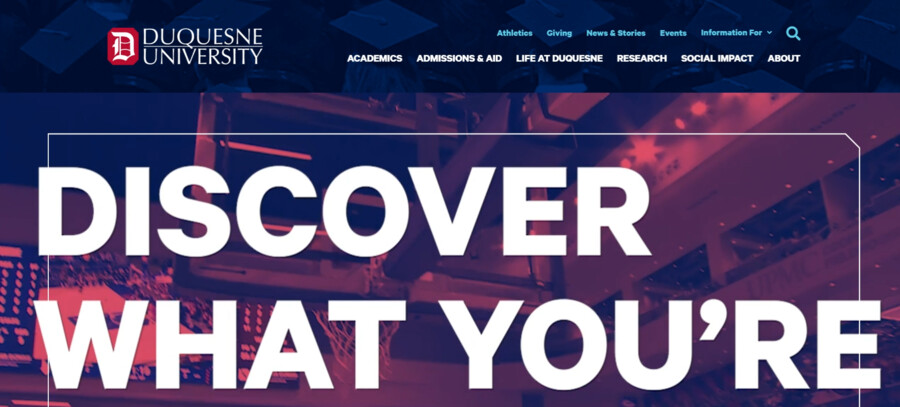 DUQUESNE
UNIVERSITY
Athletics Giving News & Stories Events Information For
ACADEMICS ADMISSIONS & AID LIFE AT DUQUESNE RESEARCH SOCIAL IMPACT ABOUT
DISCOVER
WHAT YOU’RE